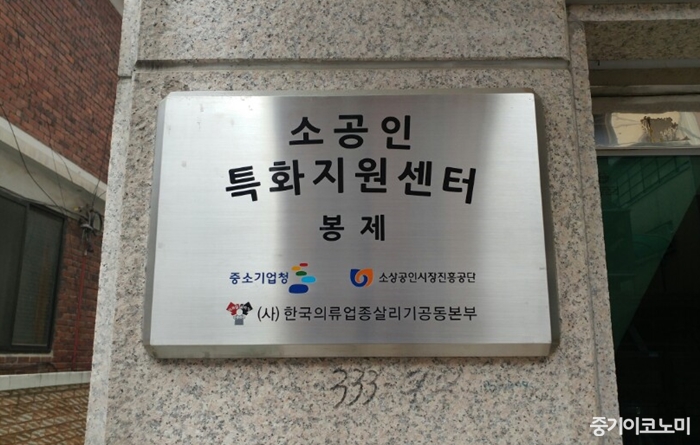 소공인
특화지원센터
봉제
중소기업청 소상공인시장진흥공단
(사)한국의류업종살리기공동본부
333-
중기이코노미